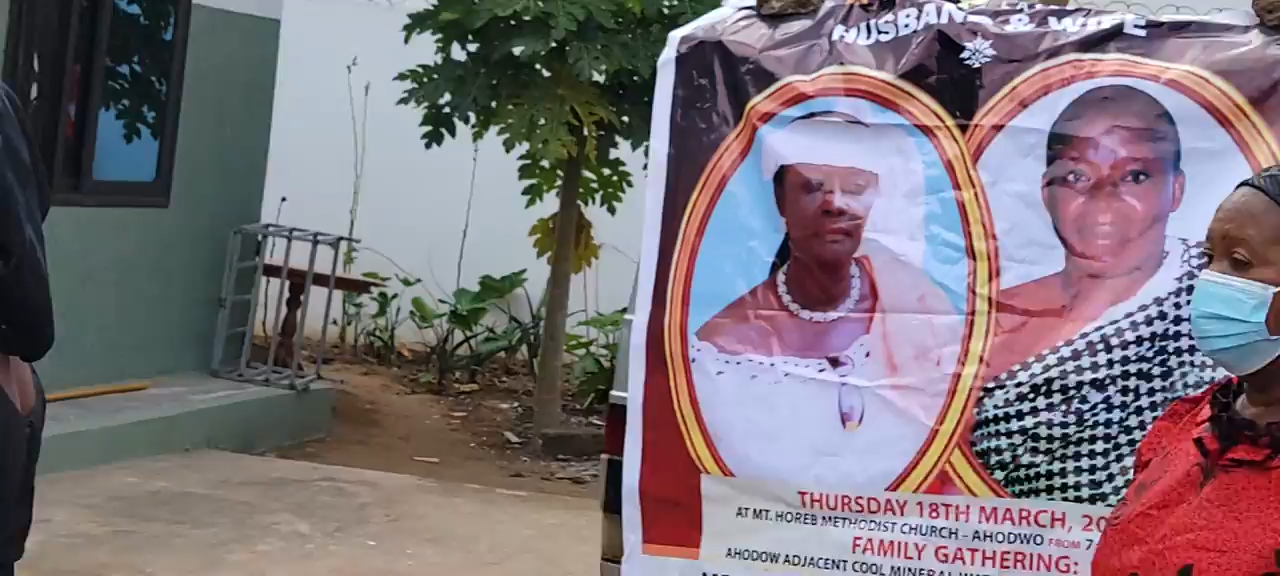 HUSBAND & WIFE
THURSDAY 18TH MARCH, 20
AT MT. HOREB METHODIST CHURCH - AHODWO FROM 7
FAMILY GATHERING:
AHODOW ADJACENT COOL MINERAL